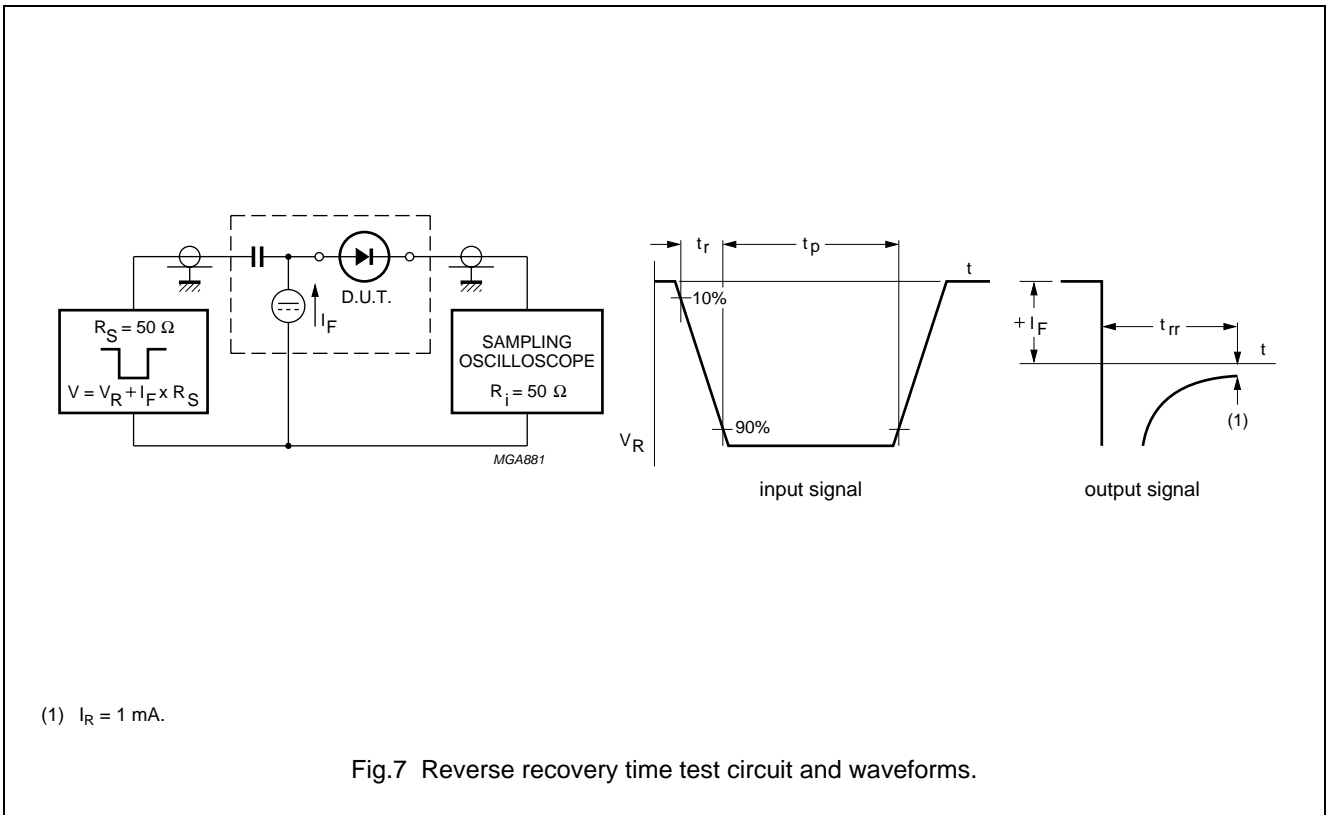 R_S = 50 Ω
V = V_R + I_F x R_S
D.U.T.
I_F
SAMPLING
OSCILLOSCOPE
R_i = 50 Ω
MGA881
t_r
t_p
t
10%
90%
V_R
input signal
+ I_F
t_rr
t
(1)
output signal
(1) I_R = 1 mA.
Fig.7 Reverse recovery time test circuit and waveforms.